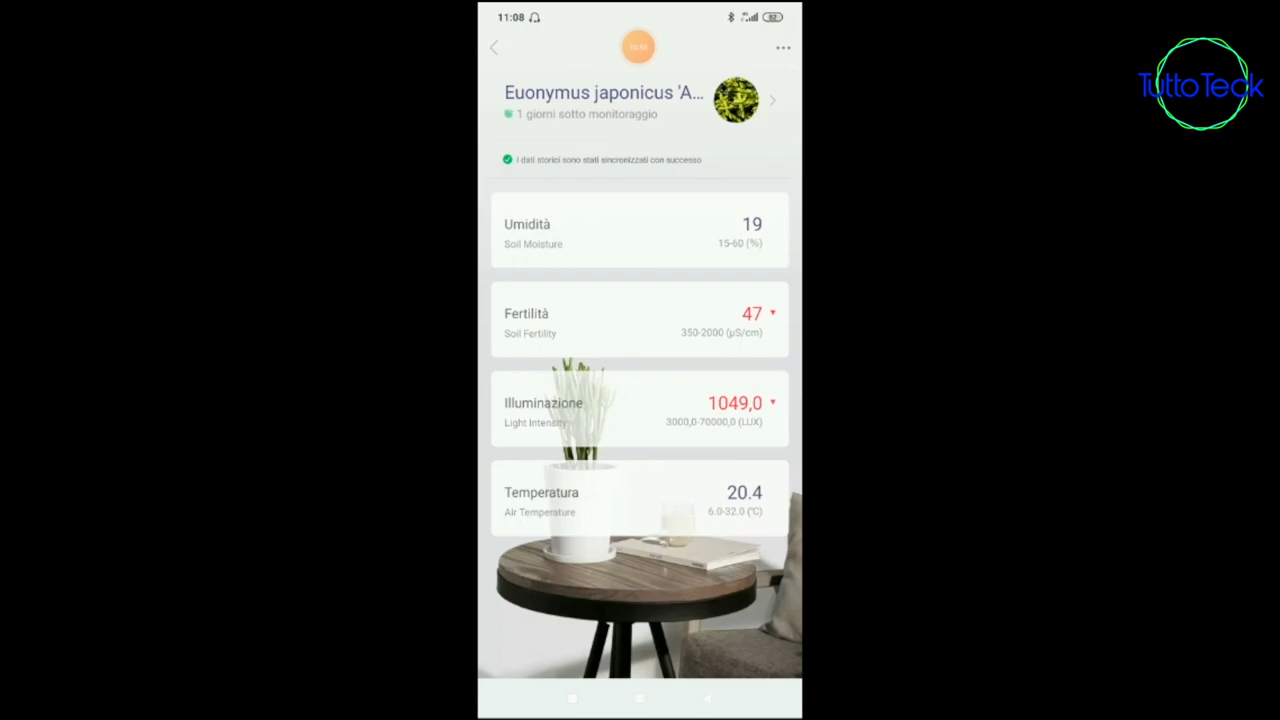 11:08
82
TuttoTeck
Euonymus japonicus 'A...
1 giorni sotto monitoraggio
I dati storici sono stati sincronizzati con successo
Umidità
19
Soil Moisture
15-60 (%)
Fertilità
47
Soil Fertility
350-2000 (µS/cm)
Illuminazione
1049,0
Light Intensity
3000,0-70000,0 (LUX)
Temperatura
20.4
Air Temperature
6.0-32.0 (℃)